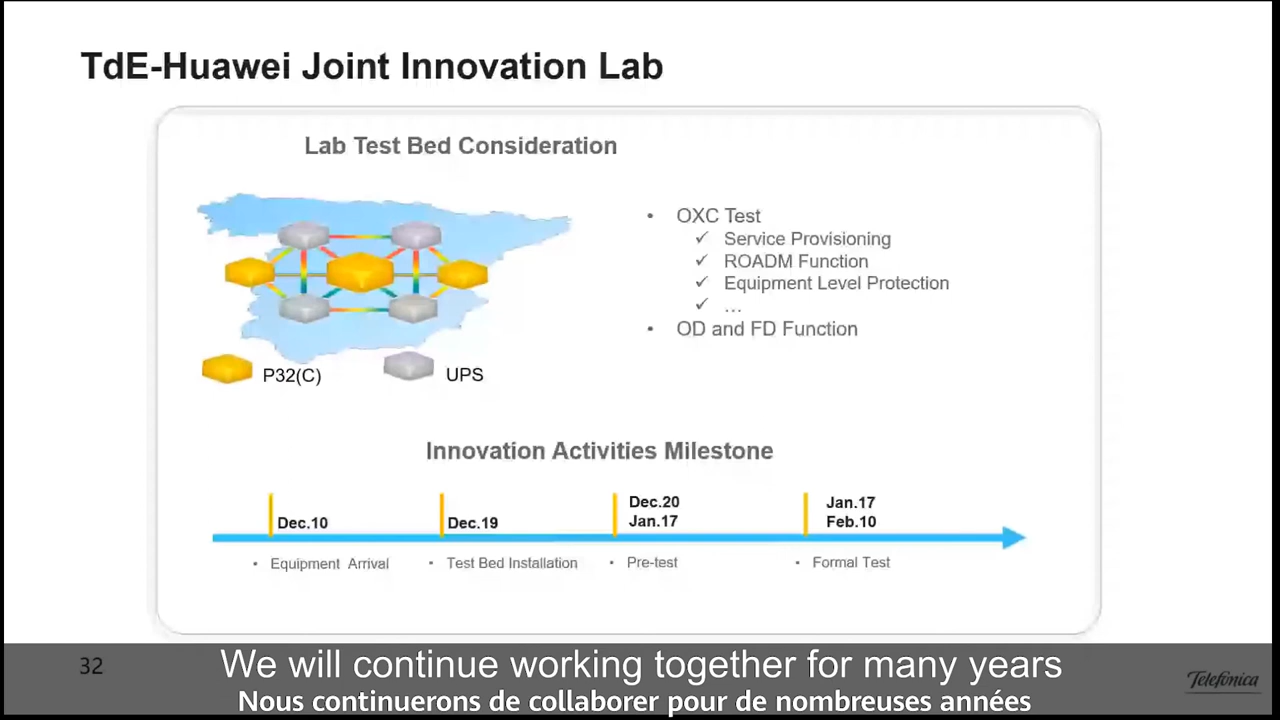 TdE-Huawei Joint Innovation Lab
Lab Test Bed Consideration
• OXC Test
✓ Service Provisioning
✓ ROADM Function
✓ Equipment Level Protection
✓ ...
• OD and FD Function
P32(C)
UPS
Innovation Activities Milestone
Dec.10
Dec.19
Dec.20
Jan.17
Jan.17
Feb.10
• Equipment Arrival
• Test Bed Installation
• Pre-test
• Formal Test
32
We will continue working together for many years
Nous continuerons de collaborer pour de nombreuses années
Telefónica